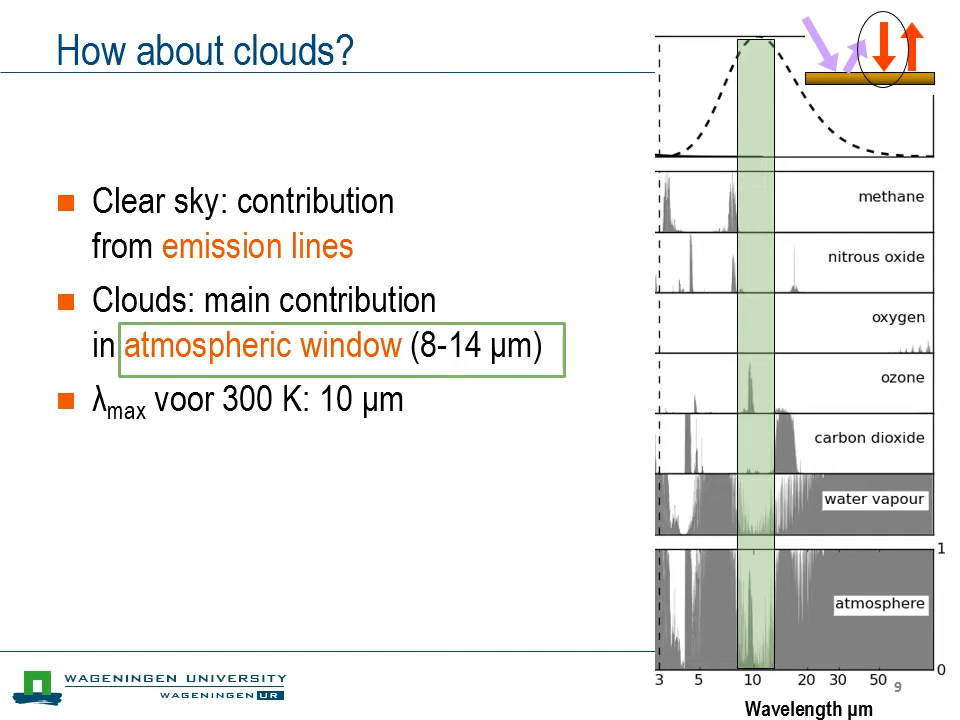 How about clouds?
Clear sky: contribution
from emission lines
Clouds: main contribution
in atmospheric window (8-14 µm)
λmax voor 300 K: 10 µm
methane
nitrous oxide
oxygen
ozone
carbon dioxide
water vapour
1
atmosphere
0
3 5 10 20 30 50
Wavelength µm
9
WAGENINGEN UNIVERSITY
WAGENINGEN UR